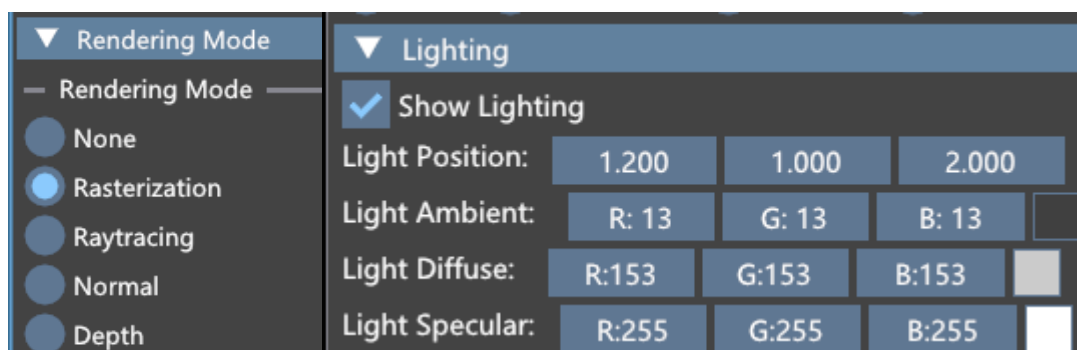 Rendering Mode
Rendering Mode
None
Rasterization
Raytracing
Normal
Depth
Lighting
Show Lighting
Light Position: 1.200 1.000 2.000
Light Ambient: R: 13 G: 13 B: 13
Light Diffuse: R:153 G:153 B:153
Light Specular: R:255 G:255 B:255